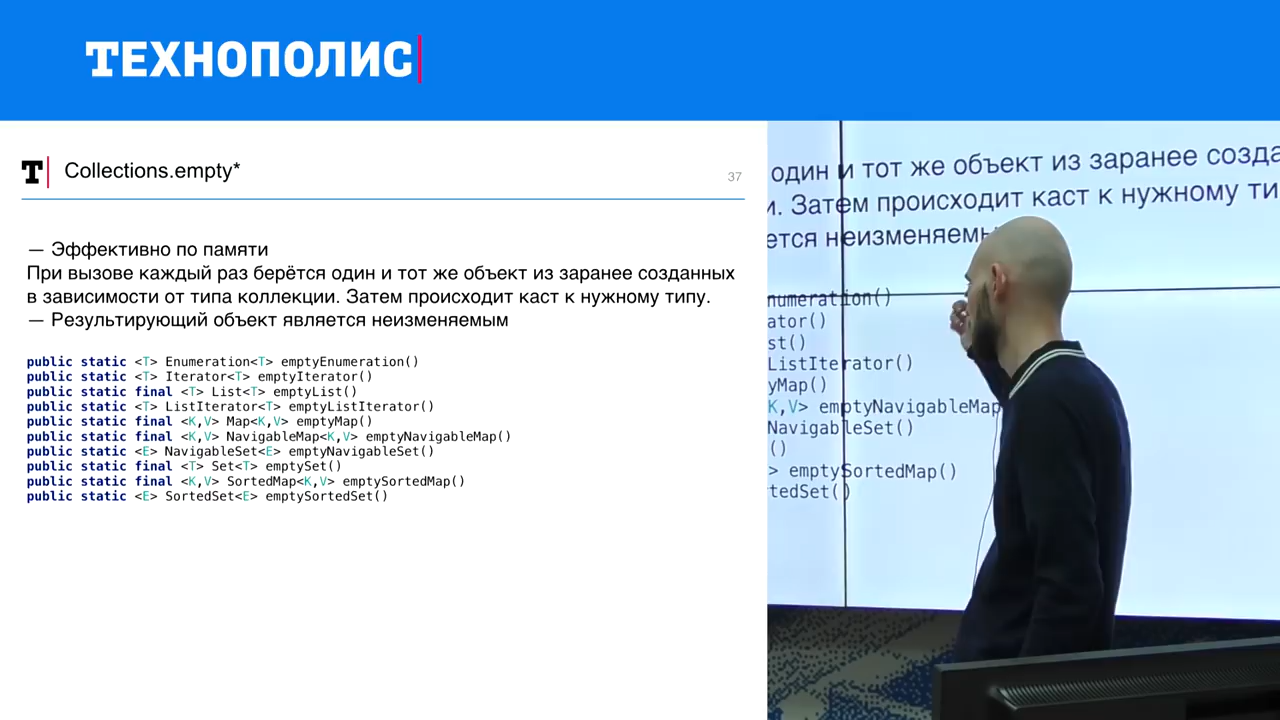 ТЕХНОПОЛИС
T
Collections.empty*
37
— Эффективно по памяти
При вызове каждый раз берётся один и тот же объект из заранее созданных
в зависимости от типа коллекции. Затем происходит каст к нужному типу.
— Результирующий объект является неизменяемым
public static <T> Enumeration<T> emptyEnumeration()
public static <T> Iterator<T> emptyIterator()
public static final <T> List<T> emptyList()
public static <T> ListIterator<T> emptyListIterator()
public static final <K,V> Map<K,V> emptyMap()
public static final <K,V> NavigableMap<K,V> emptyNavigableMap()
public static <E> NavigableSet<E> emptyNavigableSet()
public static final <T> Set<T> emptySet()
public static final <K,V> SortedMap<K,V> emptySortedMap()
public static <E> SortedSet<E> emptySortedSet()
один и тот же объект из заранее созда
и. Затем происходит каст к нужному ти
ется неизменяемы
numeration()
ator()
st()
ListIterator()
yMap()
K,V> emptyNavigableMap
NavigableSet()
()
> emptySortedMap()
tedSet()